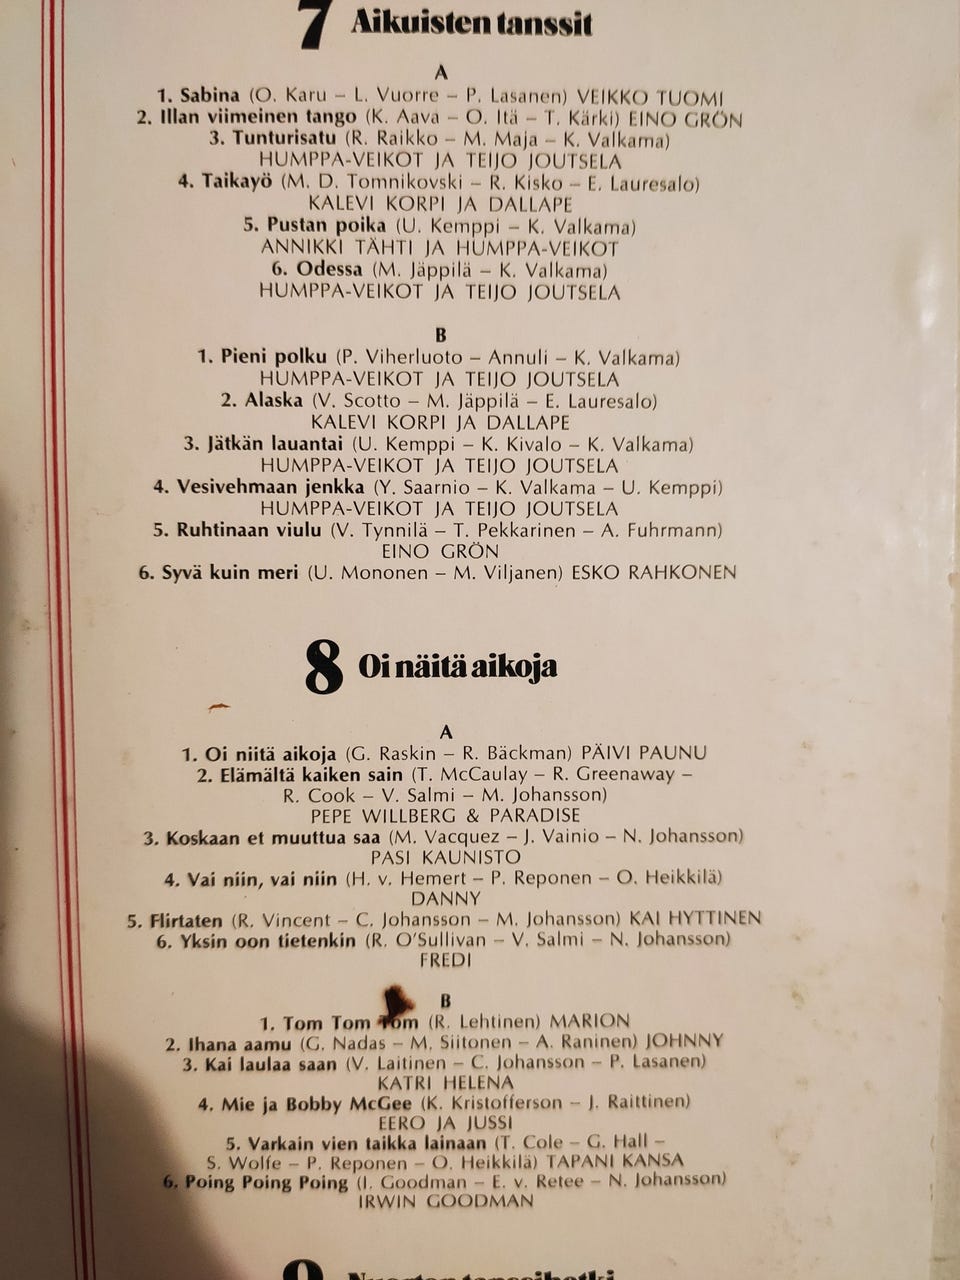 7 Aikuisten tanssit
A
1. Sabina (O. Karu – L. Vuorre – P. Lasanen) VEIKKO TUOMI
2. Illan viimeinen tango (K. Aava – O. Itä – T. Kärki) EINO GRÖN
3. Tunturisatu (R. Raikko – M. Maja – K. Valkama)
HUMPPA-VEIKOT JA TEIJO JOUTSELA
4. Taikayö (M. D. Tomnikovski – R. Kisko – E. Lauresalo)
KALEVI KORPI JA DALLAPE
5. Pustan poika (U. Kemppi – K. Valkama)
ANNIKKI TÄHTI JA HUMPPA-VEIKOT
6. Odessa (M. Jäppilä – K. Valkama)
HUMPPA-VEIKOT JA TEIJO JOUTSELA
B
1. Pieni polku (P. Viherluoto – Annuli – K. Valkama)
HUMPPA-VEIKOT JA TEIJO JOUTSELA
2. Alaska (V. Scotto – M. Jäppilä – E. Lauresalo)
KALEVI KORPI JA DALLAPE
3. Jätkän lauantai (U. Kemppi – K. Kivalo – K. Valkama)
HUMPPA-VEIKOT JA TEIJO JOUTSELA
4. Vesivehmaan jenkka (Y. Saarnio – K. Valkama – U. Kemppi)
HUMPPA-VEIKOT JA TEIJO JOUTSELA
5. Ruhtinaan viulu (V. Tynnilä – T. Pekkarinen – A. Fuhrmann)
EINO GRÖN
6. Syvä kuin meri (U. Mononen – M. Viljanen) ESKO RAHKONEN
8 Oi näitä aikoja
A
1. Oi niitä aikoja (G. Raskin – R. Bäckman) PÄIVI PAUNU
2. Elämältä kaiken sain (T. McCaulay – R. Greenaway –
R. Cook – V. Salmi – M. Johansson)
PEPE WILLBERG & PARADISE
3. Koskaan et muuttua saa (M. Vacquez – J. Vainio – N. Johansson)
PASI KAUNISTO
4. Vai niin, vai niin (H. v. Hemert – P. Reponen – O. Heikkilä)
DANNY
5. Flirtaten (R. Vincent – C. Johansson – M. Johansson) KAI HYTTINEN
6. Yksin oon tietenkin (R. O'Sullivan – V. Salmi – N. Johansson)
FREDI
B
1. Tom Tom Tom (R. Lehtinen) MARION
2. Ihana aamu (G. Nadas – M. Siitonen – A. Raninen) JOHNNY
3. Kai laulaa saan (V. Laitinen – C. Johansson – P. Lasanen)
KATRI HELENA
4. Mie ja Bobby McGee (K. Kristofferson – J. Raittinen)
EERO JA JUSSI
5. Varkain vien taikka lainaan (T. Cole – G. Hall –
S. Wolfe – P. Reponen – O. Heikkilä) TAPANI KANSA
6. Poing Poing Poing (I. Goodman – E. v. Retee – N. Johansson)
IRWIN GOODMAN